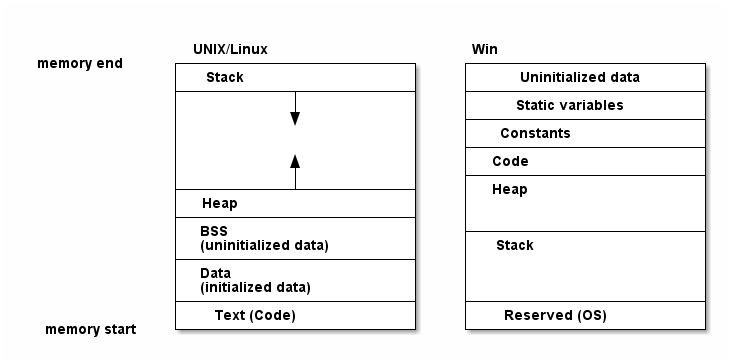 UNIX/Linux
Win
memory end
Stack
Heap
BSS
(uninitialized data)
Data
(initialized data)
Text (Code)
memory start
Uninitialized data
Static variables
Constants
Code
Heap
Stack
Reserved (OS)